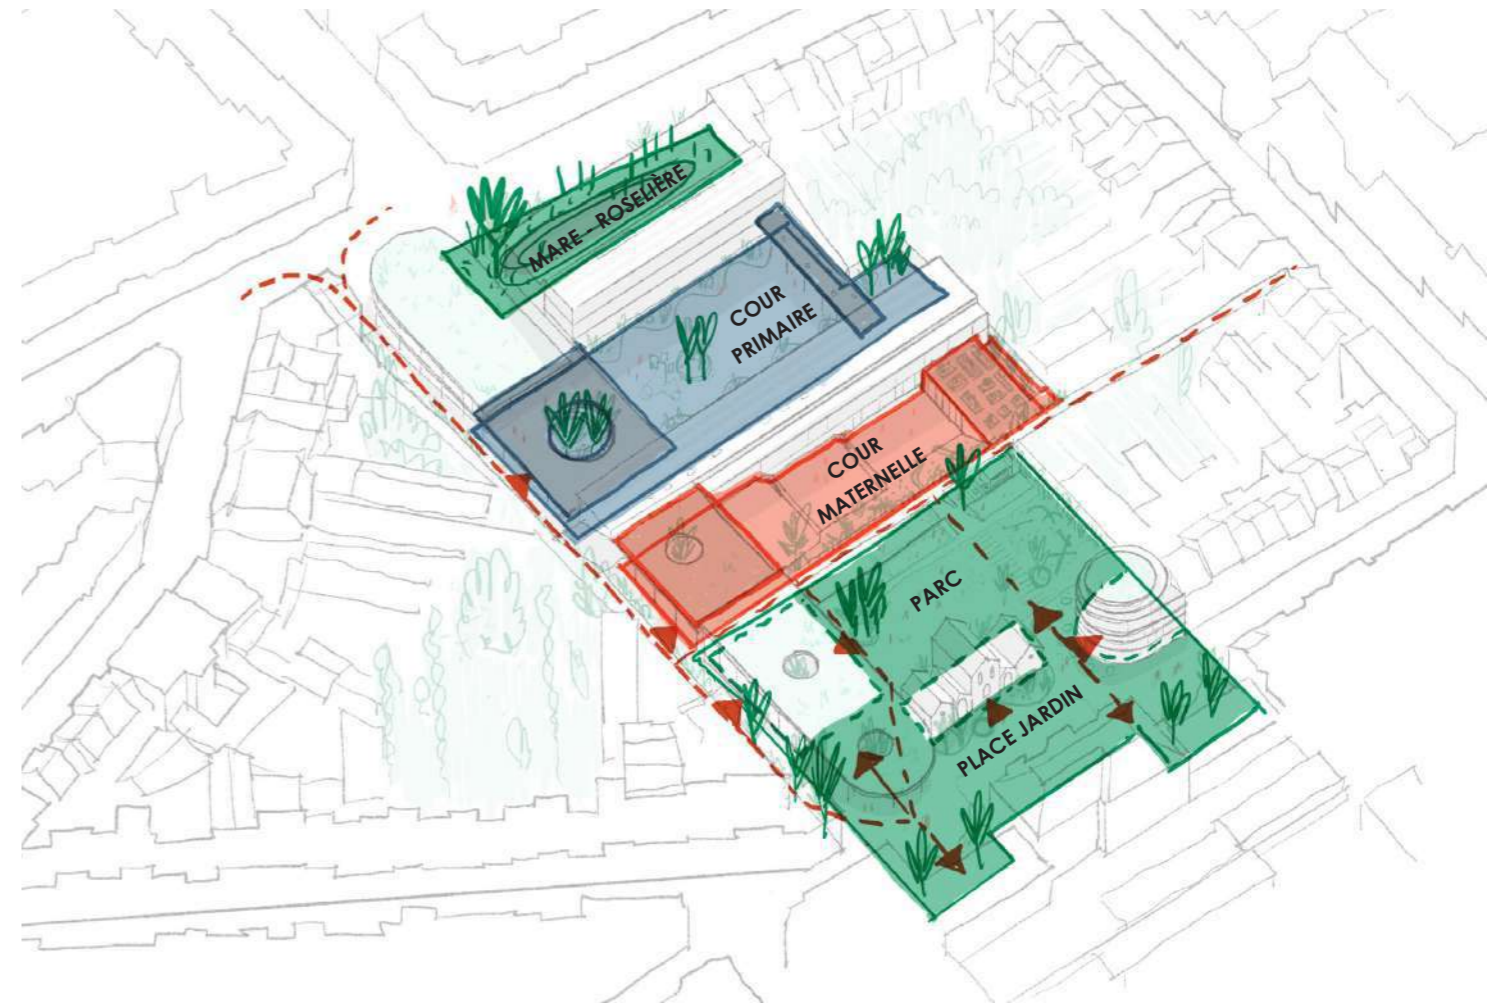 MARE - ROSELIÈRE
COUR
PRIMAIRE
COUR
MATERNELLE
PARC
PLACE JARDIN